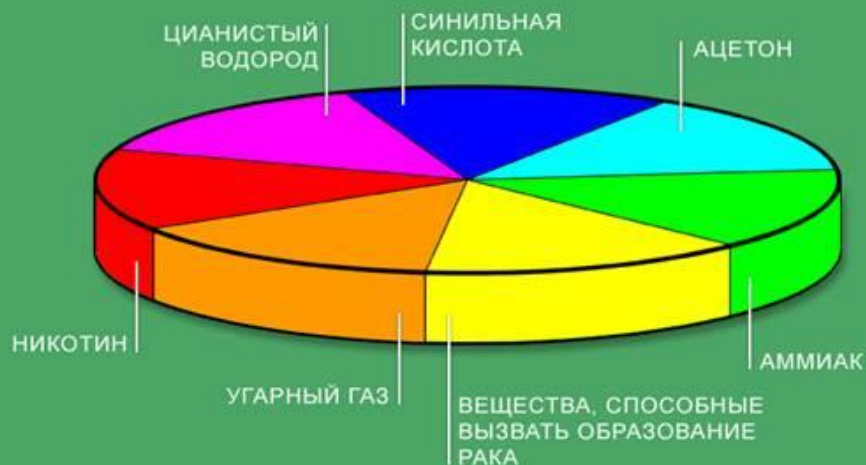 ЦИАНИСТЫЙ
ВОДОРОД
СИНИЛЬНАЯ
КИСЛОТА
АЦЕТОН
НИКОТИН
УГАРНЫЙ ГАЗ
ВЕЩЕСТВА, СПОСОБНЫЕ
ВЫЗВАТЬ ОБРАЗОВАНИЕ
РАКА
АММИАК